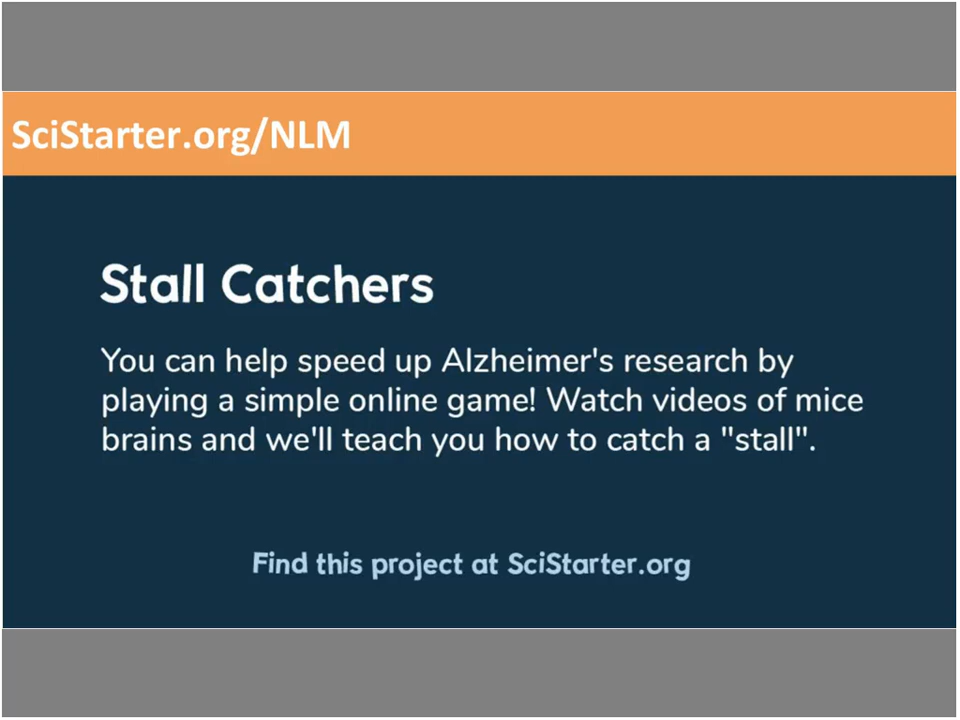 SciStarter.org/NLM
Stall Catchers
You can help speed up Alzheimer's research by
playing a simple online game! Watch videos of mice
brains and we'll teach you how to catch a "stall".
Find this project at SciStarter.org